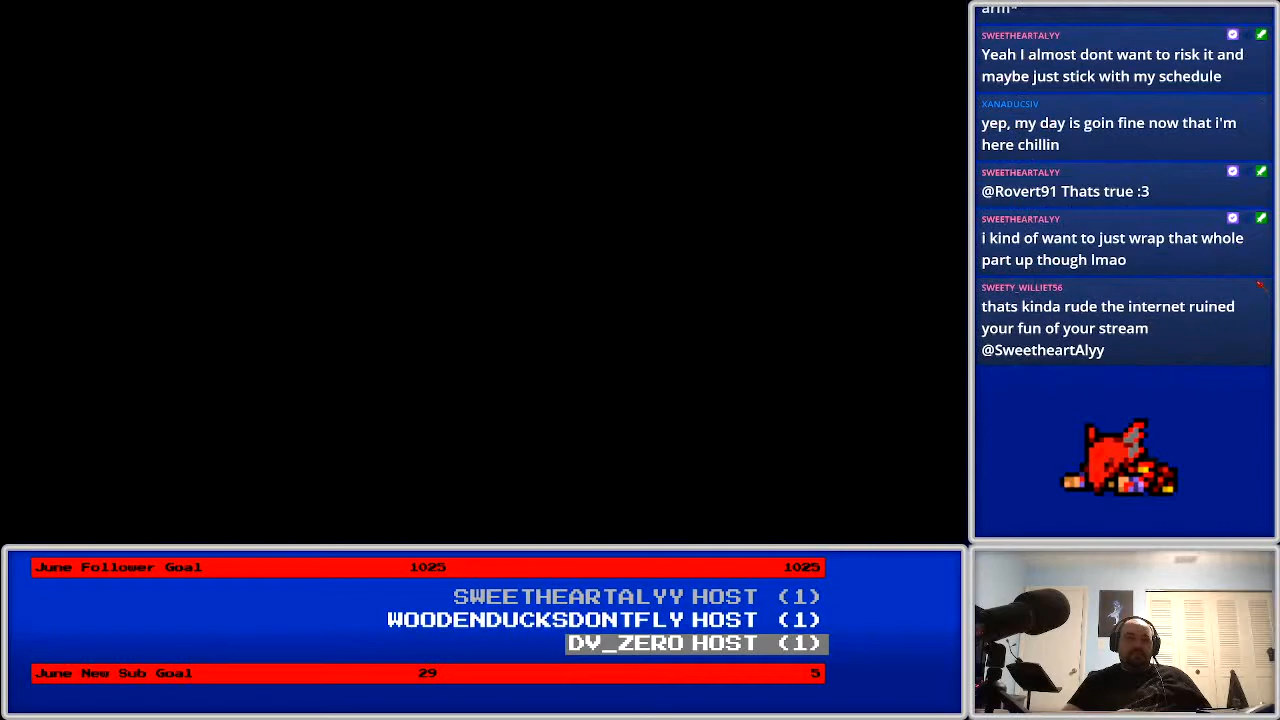 SWEETHEARTALYY
Yeah I almost dont want to risk it and
maybe just stick with my schedule
XANADUCSIV
yep, my day is goin fine now that i'm
here chillin
SWEETHEARTALYY
@Rovert91 Thats true :3
SWEETHEARTALYY
i kind of want to just wrap that whole
part up though lmao
SWEETY_WILLIET56
thats kinda rude the internet ruined
your fun of your stream
@SweetheartAlyy
June Follower Goal 1025 1025
SWEETHEARTALYY HOST (1)
WOODENDUCKSDONTFLY HOST (1)
DV_ZERO HOST (1)
June New Sub Goal 29 5